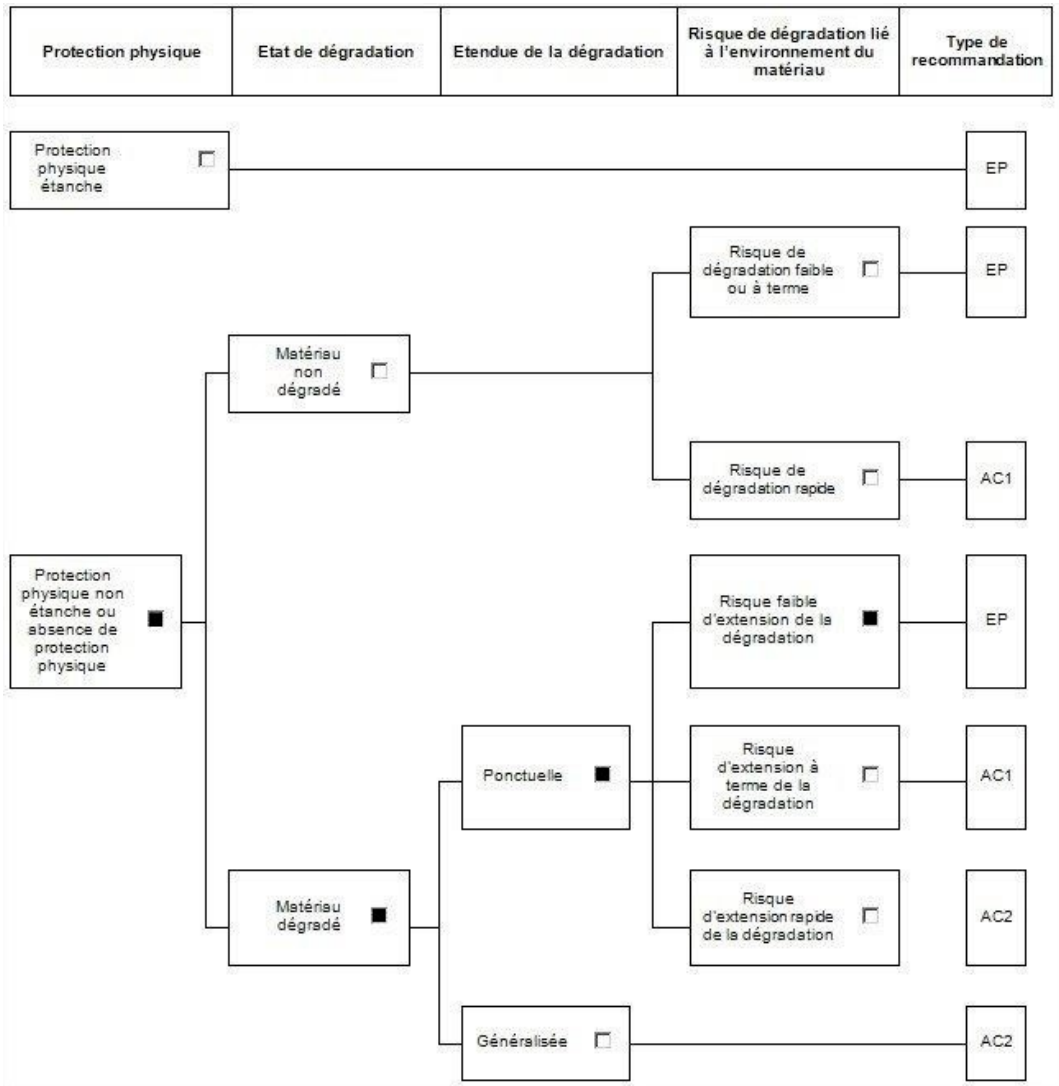 Protection physique
Etat de dégradation
Etendue de la dégradation
Risque de dégradation lié
à l'environnement du
matériau
Type de
recommandation
Protection
physique
étanche
EP
Risque de
dégradation faible
ou à terme
EP
Matériau
non
dégradé
Risque de
dégradation rapide
AC1
Protection
physique non
étanche ou
absence de
protection
physique
Risque faible
d'extension de la
dégradation
EP
Ponctuelle
Risque
d'extension à
terme de la
dégradation
AC1
Matériau
dégradé
Risque
d'extension rapide
de la dégradation
AC2
Généralisée
AC2